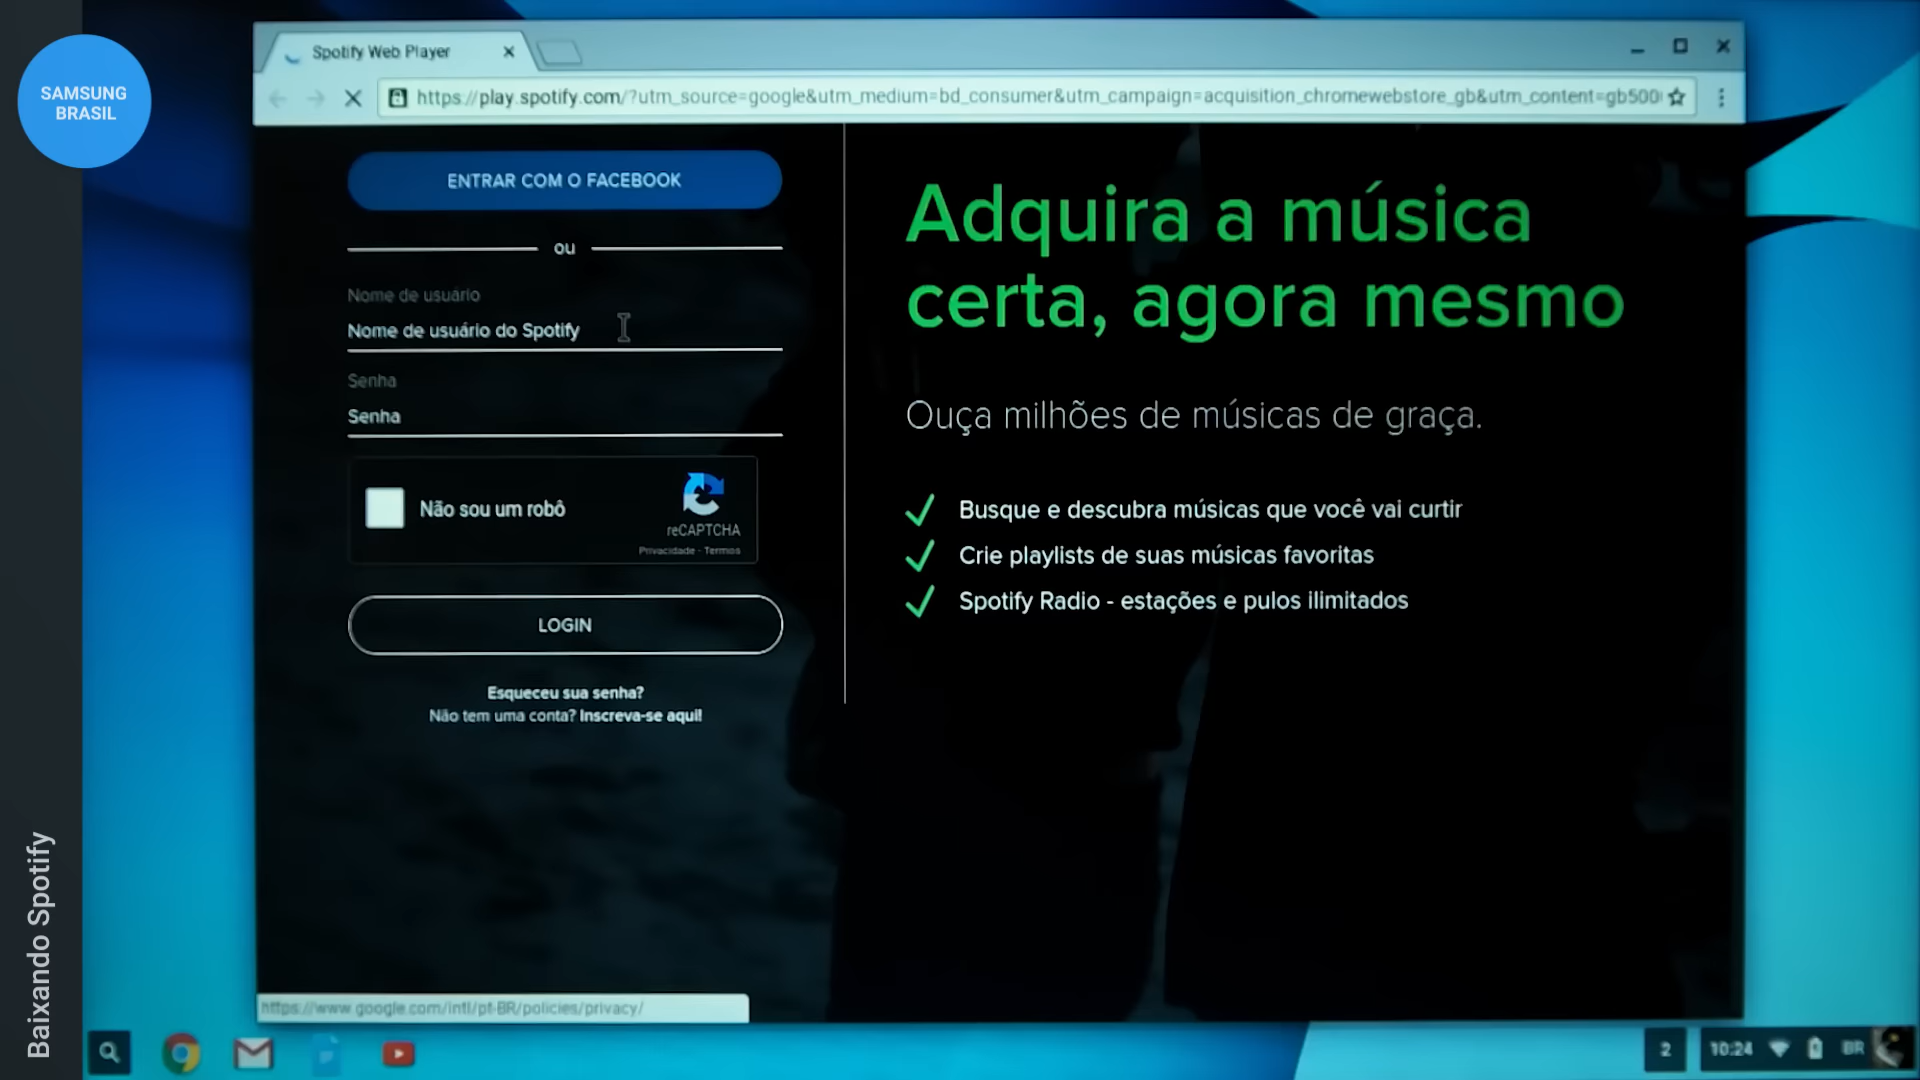 SAMSUNG
BRASIL
Spotify Web Player
https://play.spotify.com/?utm_source=google&utm_medium=bd_consumer&utm_campaign=acquisition_chromewebstore_gb&utm_content=gb500
ENTRAR COM O FACEBOOK
ou
Nome de usuário
Nome de usuário do Spotify
Senha
Senha
Não sou um robô
reCAPTCHA
Privacidade - Termos
LOGIN
Esqueceu sua senha?
Não tem uma conta? Inscreva-se aqui!
Adquira a música
certa, agora mesmo
Ouça milhões de músicas de graça.
Busque e descubra músicas que você vai curtir
Crie playlists de suas músicas favoritas
Spotify Radio - estações e pulos ilimitados
https://www.google.com/intl/pt-BR/policies/privacy/
2
10:24
BR
Baixando Spotify